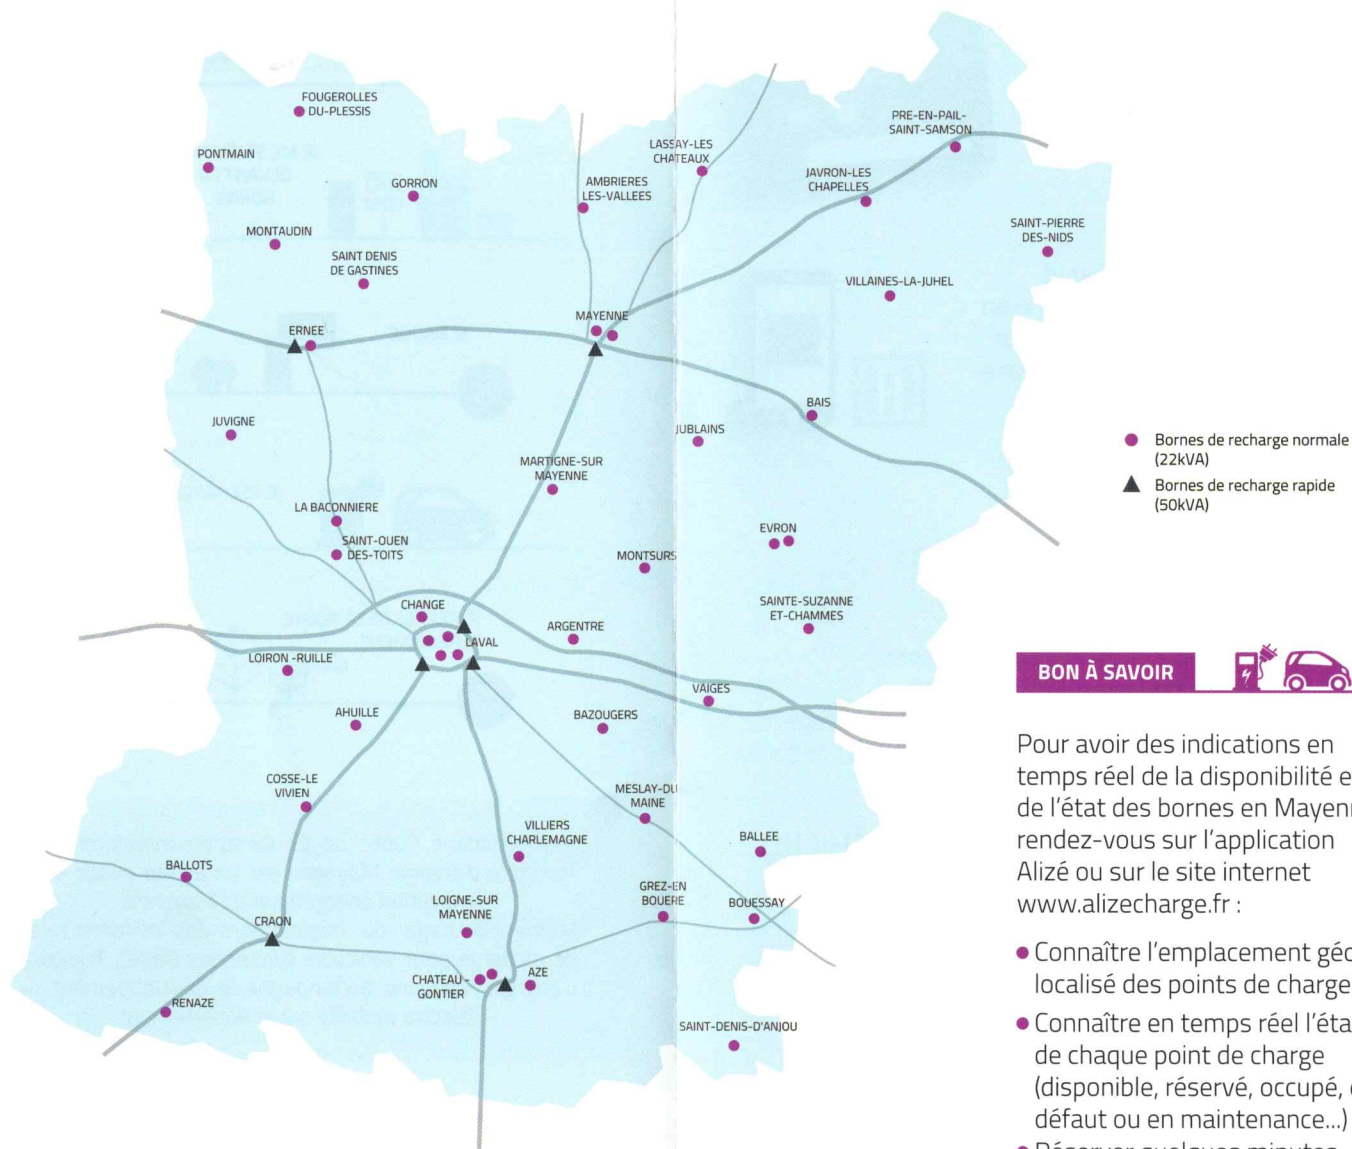 FOUGEROLLES
DU-PLESSIS
PONTMAIN
GORRON
MONTAUDIN
SAINT DENIS
DE GASTINES
AMBRIERES
LES-VALLEES
LASSAY-LES
CHATEAUX
PRE-EN-PAIL-
SAINT-SAMSON
JAVRON-LES
CHAPELLES
SAINT-PIERRE
DES-NIDS
VILLAINES-LA-JUHEL
ERNEE
MAYENNE
JUVIGNE
BAIS
JUBLAINS
MARTIGNE-SUR
MAYENNE
LA BACONNIERE
SAINT-OUEN
DES-TOITS
EVRON
MONTSURS
SAINTE-SUZANNE
ET-CHAMMES
CHANGE
LAVAL
ARGENTRE
LOIRON -RUILLE
VAIGES
AHUILLE
BAZOUGERS
COSSE-LE
VIVIEN
MESLAY-DU
MAINE
VILLIERS
CHARLEMAGNE
BALLEE
BALLOTS
GREZ-EN
BOUERE
BOUESSAY
LOIGNE-SUR
MAYENNE
CRAON
CHATEAU -
GONTIER
AZE
RENAZE
SAINT-DENIS-D'ANJOU
Bornes de recharge normale
(22kVA)
Bornes de recharge rapide
(50kVA)
BON À SAVOIR
Pour avoir des indications en
temps réel de la disponibilité e
de l'état des bornes en Mayen
rendez-vous sur l'application
Alizé ou sur le site internet
www.alizecharge.fr :
• Connaître l'emplacement géo
localisé des points de charge
• Connaître en temps réel l'éta
de chaque point de charge
(disponible, réservé, occupé,
défaut ou en maintenance...)
• Réserver quelques minutes